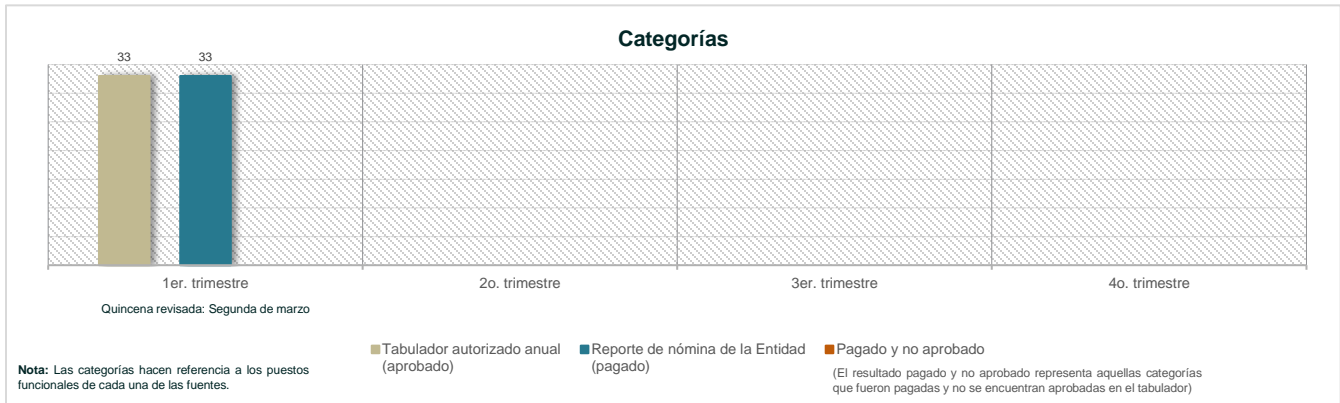 Categorías
33
33
1er. trimestre
2o. trimestre
3er. trimestre
4o. trimestre
Quincena revisada: Segunda de marzo
Tabulador autorizado anual
(aprobado)
Reporte de nómina de la Entidad
(pagado)
Pagado y no aprobado
(El resultado pagado y no aprobado representa aquellas categorías
que fueron pagadas y no se encuentran aprobadas en el tabulador)
Nota: Las categorías hacen referencia a los puestos
funcionales de cada una de las fuentes.